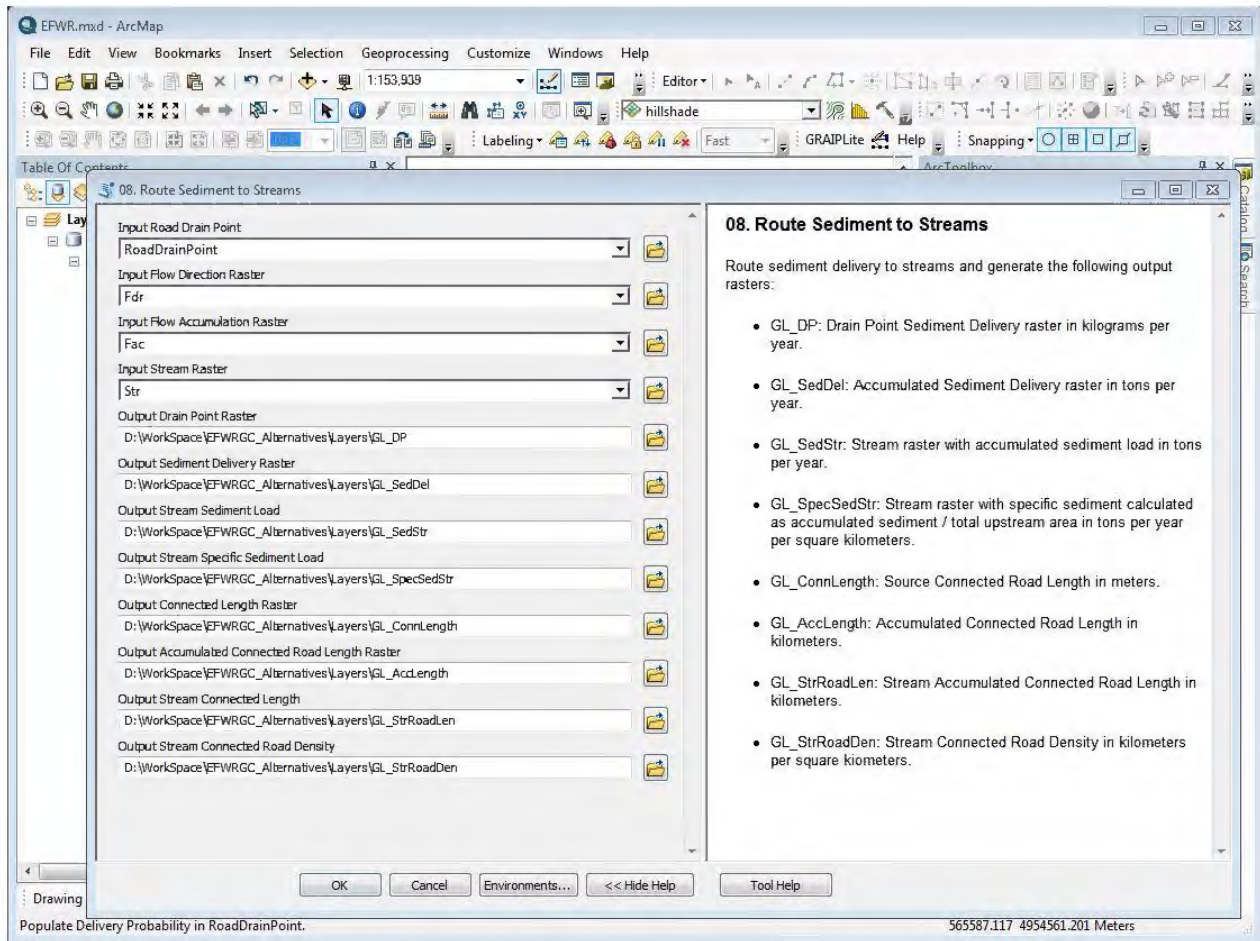 EFWR.mxd - ArcMap
File Edit View Bookmarks Insert Selection Geoprocessing Customize Windows Help
1:153,939
Editor
hillshade
Labeling
Fast
GRAIPLite
Help
Snapping
Table Of Contents
ArcToolbox
Lay
Catalog
Search
08. Route Sediment to Streams
Input Road Drain Point
RoadDrainPoint
Input Flow Direction Raster
Fdr
Input Flow Accumulation Raster
Fac
Input Stream Raster
Str
Output Drain Point Raster
D:\WorkSpace\EFWRGC_Alternatives\Layers\GL_DP
Output Sediment Delivery Raster
D:\WorkSpace\EFWRGC_Alternatives\Layers\GL_SedDel
Output Stream Sediment Load
D:\WorkSpace\EFWRGC_Alternatives\Layers\GL_SedStr
Output Stream Specific Sediment Load
D:\WorkSpace\EFWRGC_Alternatives\Layers\GL_SpecSedStr
Output Connected Length Raster
D:\WorkSpace\EFWRGC_Alternatives\Layers\GL_ConnLength
Output Accumulated Connected Road Length Raster
D:\WorkSpace\EFWRGC_Alternatives\Layers\GL_AccLength
Output Stream Connected Length
D:\WorkSpace\EFWRGC_Alternatives\Layers\GL_StrRoadLen
Output Stream Connected Road Density
D:\WorkSpace\EFWRGC_Alternatives\Layers\GL_StrRoadDen
08. Route Sediment to Streams
Route sediment delivery to streams and generate the following output
rasters:
• GL_DP: Drain Point Sediment Delivery raster in kilograms per
year.
• GL_SedDel: Accumulated Sediment Delivery raster in tons per
year.
• GL_SedStr: Stream raster with accumulated sediment load in tons
per year.
• GL_SpecSedStr: Stream raster with specific sediment calculated
as accumulated sediment / total upstream area in tons per year
per square kilometers.
• GL_ConnLength: Source Connected Road Length in meters.
• GL_AccLength: Accumulated Connected Road Length in
kilometers.
• GL_StrRoadLen: Stream Accumulated Connected Road Length in
kilometers.
• GL_StrRoadDen: Stream Connected Road Density in kilometers
per square kiometers.
OK
Cancel
Environments...
<< Hide Help
Tool Help
Drawing
Populate Delivery Probability in RoadDrainPoint.
565587.117 4954561.201 Meters